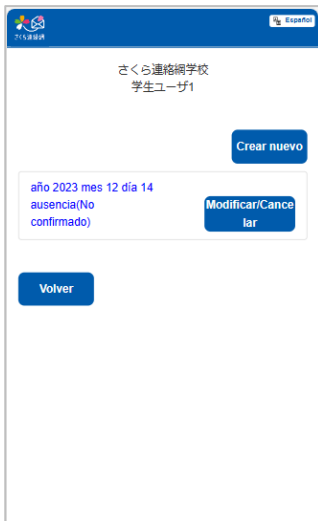 さくら連絡網
Español
さくら連絡網学校
学生ユーザ1
Crear nuevo
año 2023 mes 12 día 14
ausencia(No
confirmado)
Modificar/Cance
lar
Volver